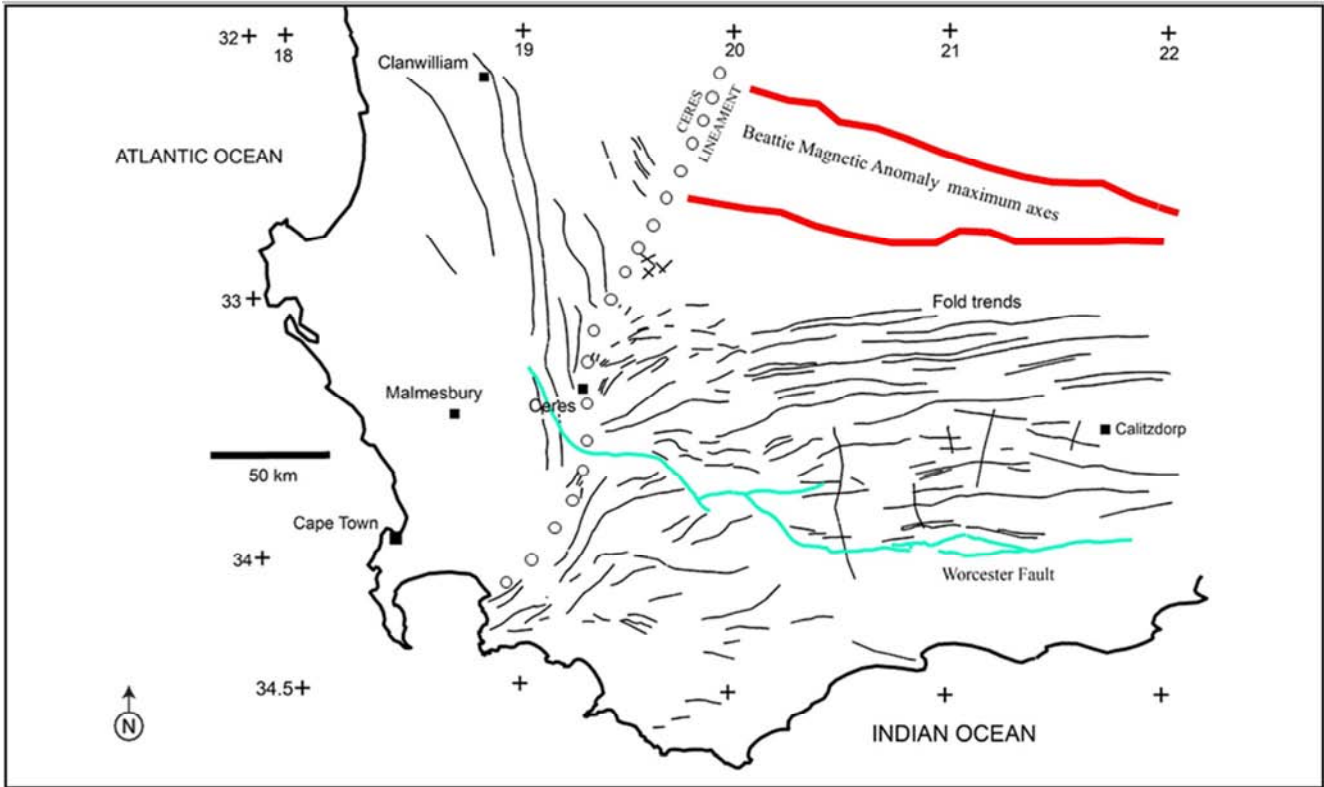 32
18
19
20
21
22
Clanwilliam
CERES
LINEAMENT
ATLANTIC OCEAN
Beattie Magnetic Anomaly maximum axes
33
Fold trends
Malmesbury
Ceres
Calitzdorp
50 km
Cape Town
34
Worcester Fault
34.5
N
INDIAN OCEAN